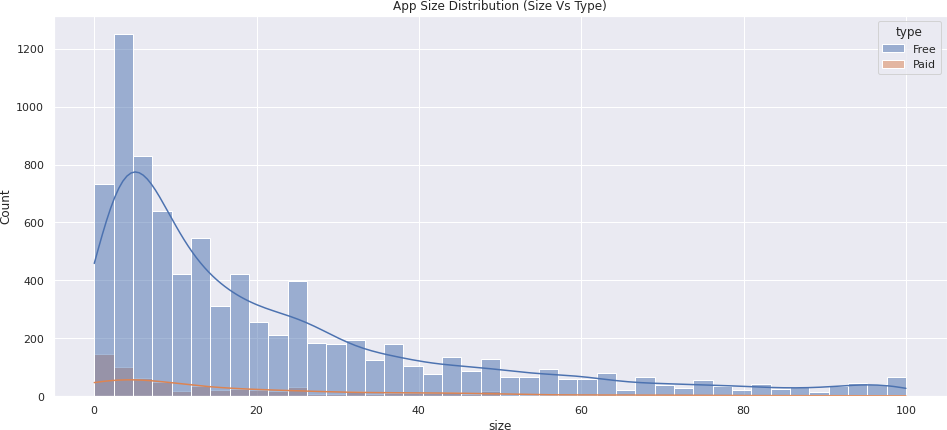 App Size Distribution (Size Vs Type)
type
Free
Paid
1200
1000
800
600
400
200
0
Count
0 20 40 60 80 100
size